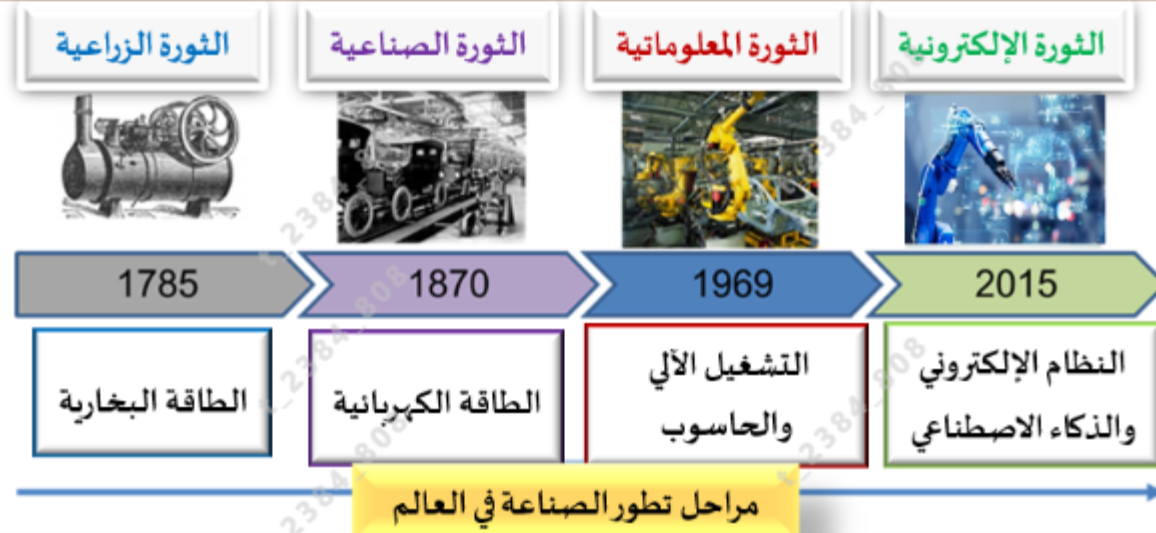 الثورة الزراعية
الثورة الصناعية
الثورة المعلوماتية
الثورة الإلكترونية
1785
1870
1969
2015
الطاقة البخارية
الطاقة الكهربائية
التشغيل الآلي
والحاسوب
النظام الإلكتروني
والذكاء الاصطناعي
مراحل تطور الصناعة في العالم
t_2384_808